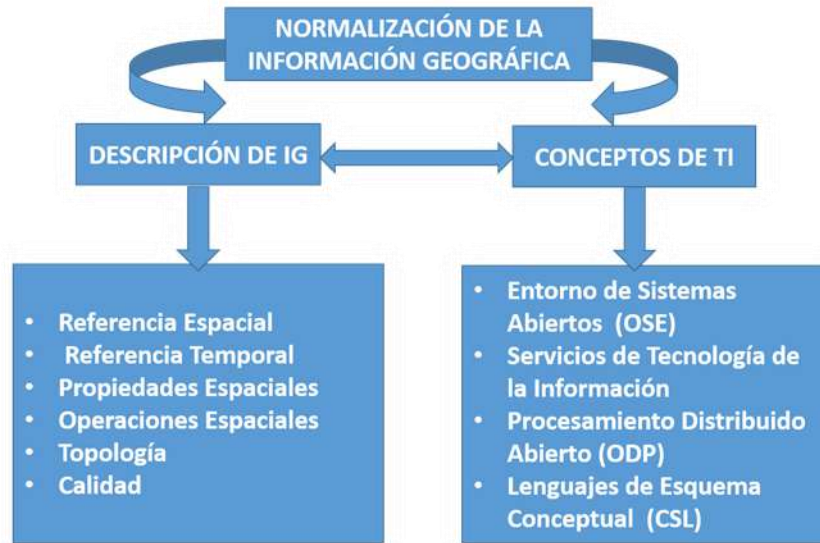 NORMALIZACIÓN DE LA
INFORMACIÓN GEOGRÁFICA
DESCRIPCIÓN DE IG
CONCEPTOS DE TI
• Referencia Espacial
• Referencia Temporal
• Propiedades Espaciales
• Operaciones Espaciales
• Topología
• Calidad
• Entorno de Sistemas
Abiertos (OSE)
• Servicios de Tecnología de
la Información
• Procesamiento Distribuido
Abierto (ODP)
• Lenguajes de Esquema
Conceptual (CSL)